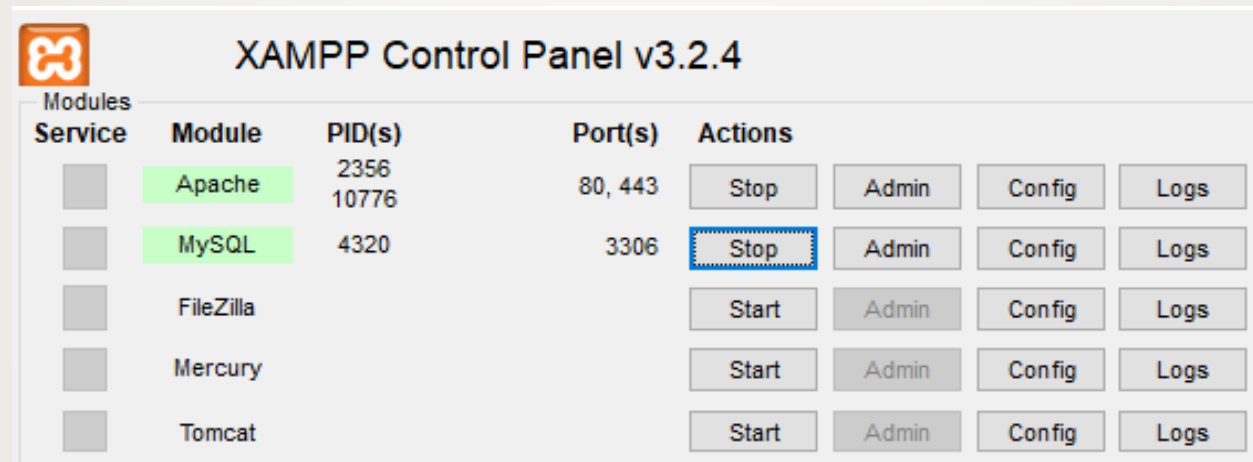 XAMPP Control Panel v3.2.4
Modules
Service Module PID(s) Port(s) Actions
Apache 2356 10776 80, 443 Stop Admin Config Logs
MySQL 4320 3306 Stop Admin Config Logs
FileZilla Start Admin Config Logs
Mercury Start Admin Config Logs
Tomcat Start Admin Config Logs